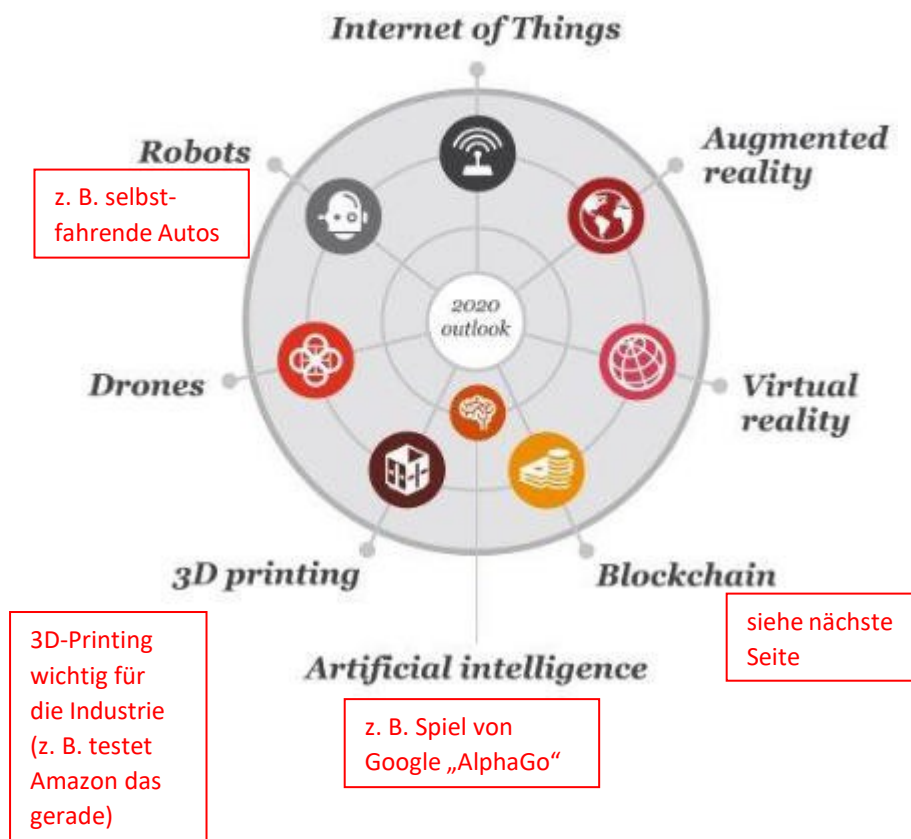 Internet of Things
Robots
Augmented
reality
z. B. selbst-
fahrende Autos
2020
outlook
Drones
Virtual
reality
3D printing
Blockchain
3D-Printing
wichtig für
die Industrie
(z. B. testet
Amazon das
gerade)
Artificial intelligence
siehe nächste
Seite
z. B. Spiel von
Google „AlphaGo“